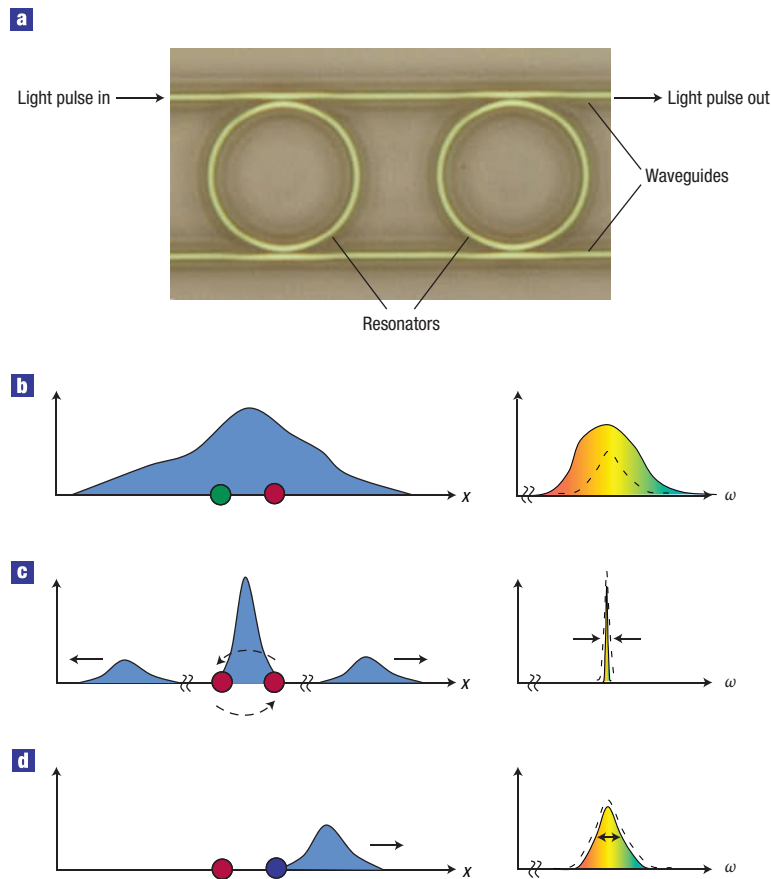 a
Light pulse in
Light pulse out
Waveguides
Resonators
b
x
ω
c
x
ω
d
x
ω